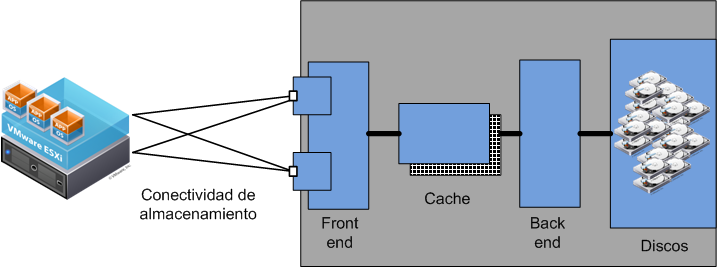 APP
OS
APP
OS
APP
OS
VMware ESXi
Conectividad de
almacenamiento
Front
end
Cache
Back
end
Discos